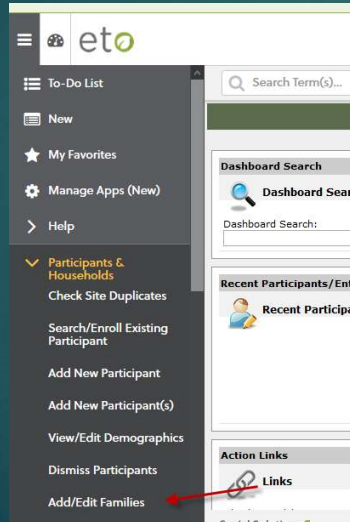 eto
To-Do List
New
My Favorites
Manage Apps (New)
Help
Participants &
Households
Check Site Duplicates
Search/Enroll Existing
Participant
Add New Participant
Add New Participant(s)
View/Edit Demographics
Dismiss Participants
Add/Edit Families
Search Term(s)...
Dashboard Search
Dashboard Sear
Dashboard Search:
Recent Participants/Ent
Recent Participa
Action Links
Links